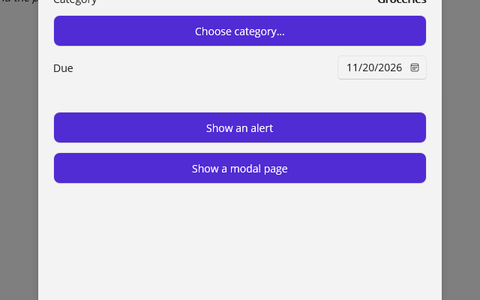 Category Groceries
Choose category...
Due 11/20/2026
Show an alert
Show a modal page